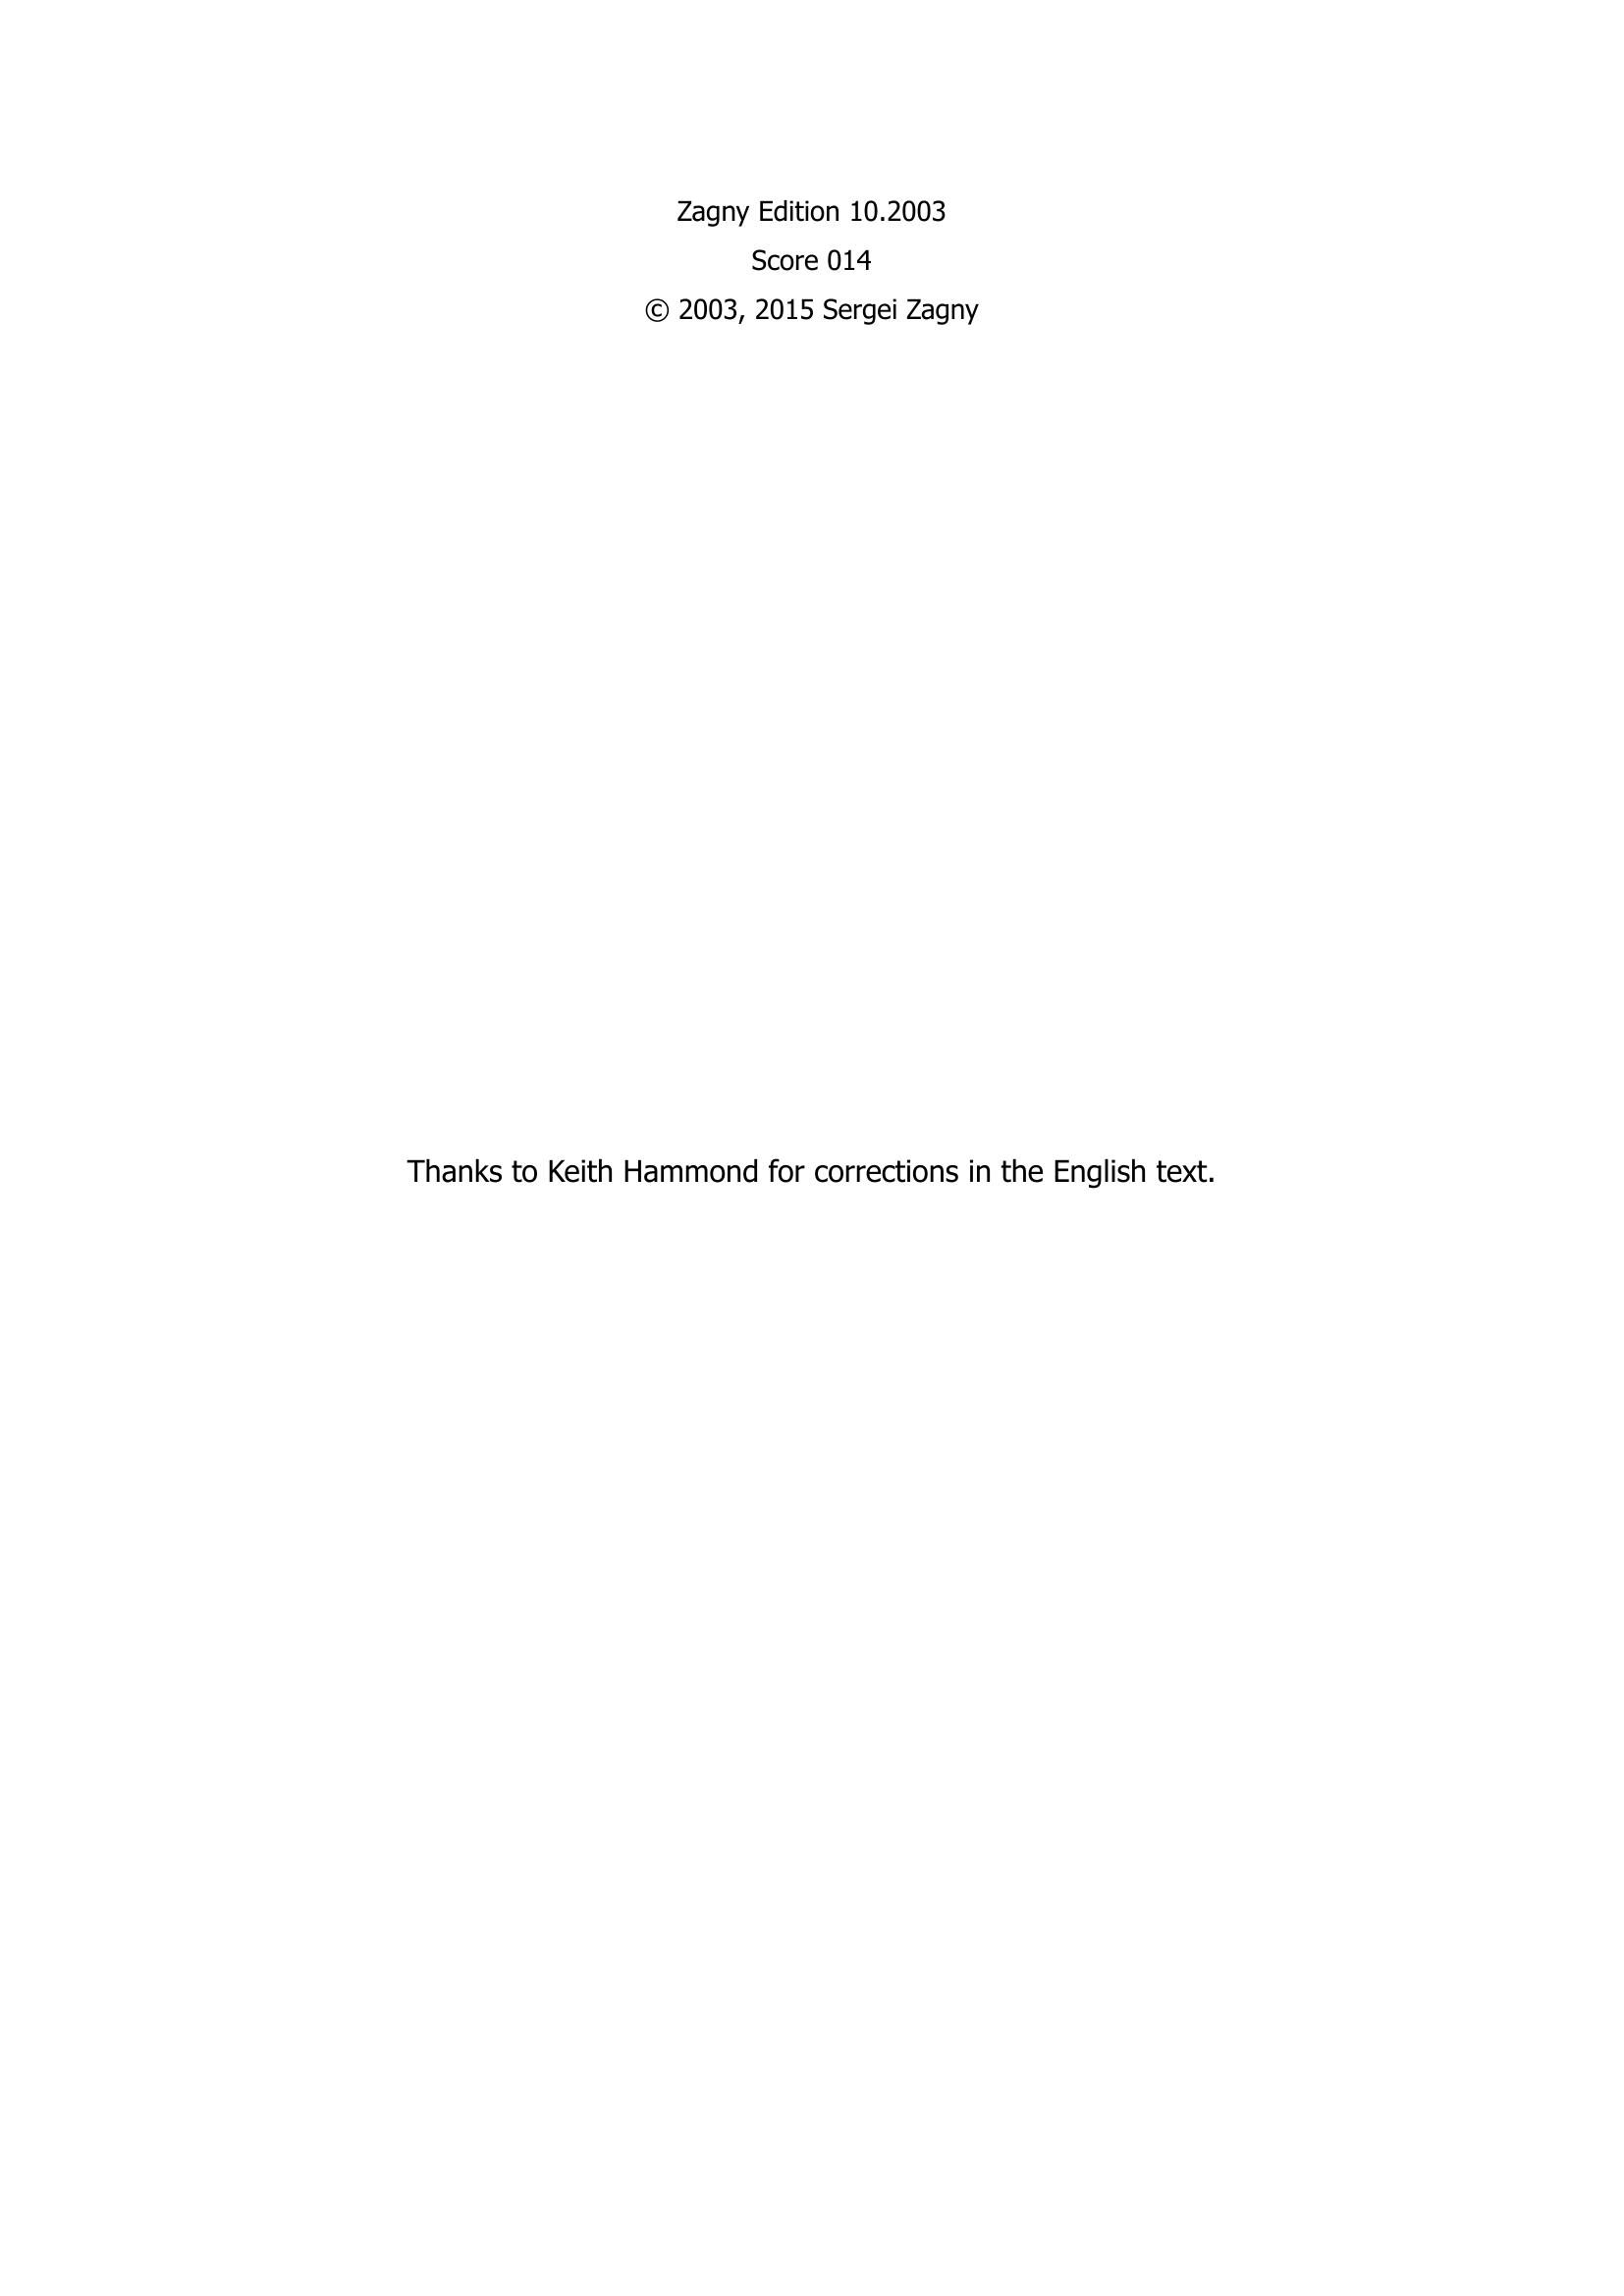 Zagny Edition 10.2003
Score 014
© 2003, 2015 Sergei Zagny
Thanks to Keith Hammond for corrections in the English text.